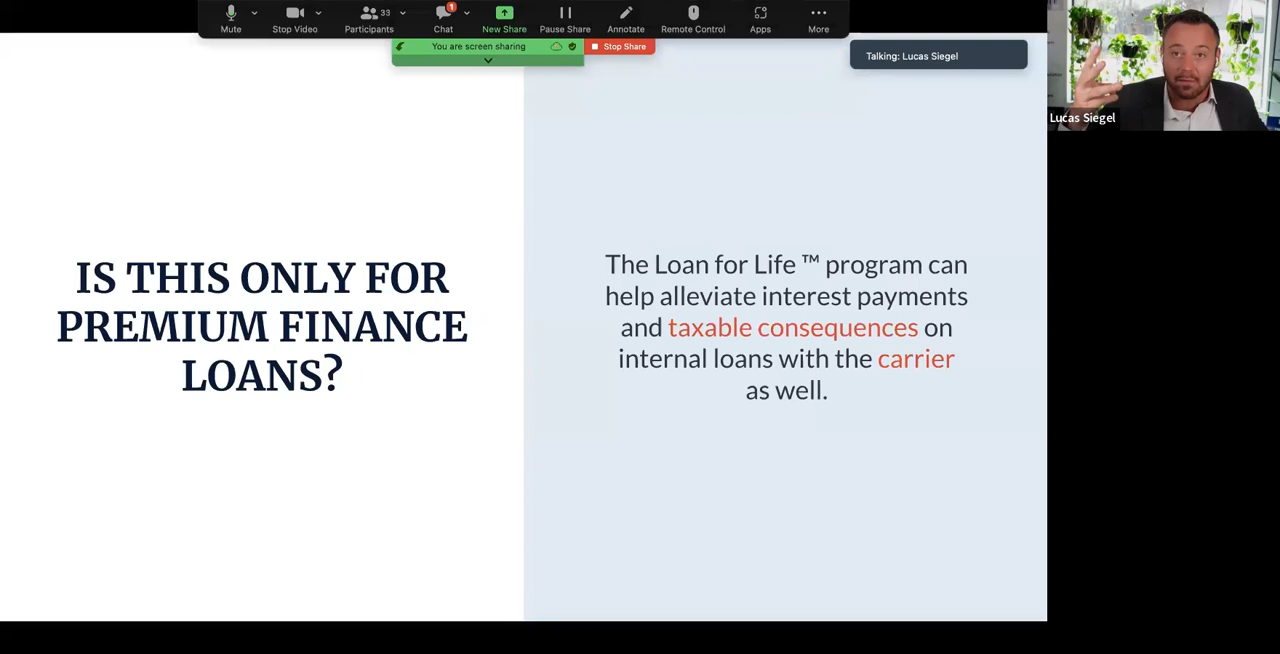 Mute
Stop Video
33
Participants
1
Chat
New Share
Pause Share
Annotate
Remote Control
Apps
More
You are screen sharing
Stop Share
Talking: Lucas Siegel
Lucas Siegel
IS THIS ONLY FOR
PREMIUM FINANCE
LOANS?
The Loan for Life ™ program can
help alleviate interest payments
and taxable consequences on
internal loans with the carrier
as well.